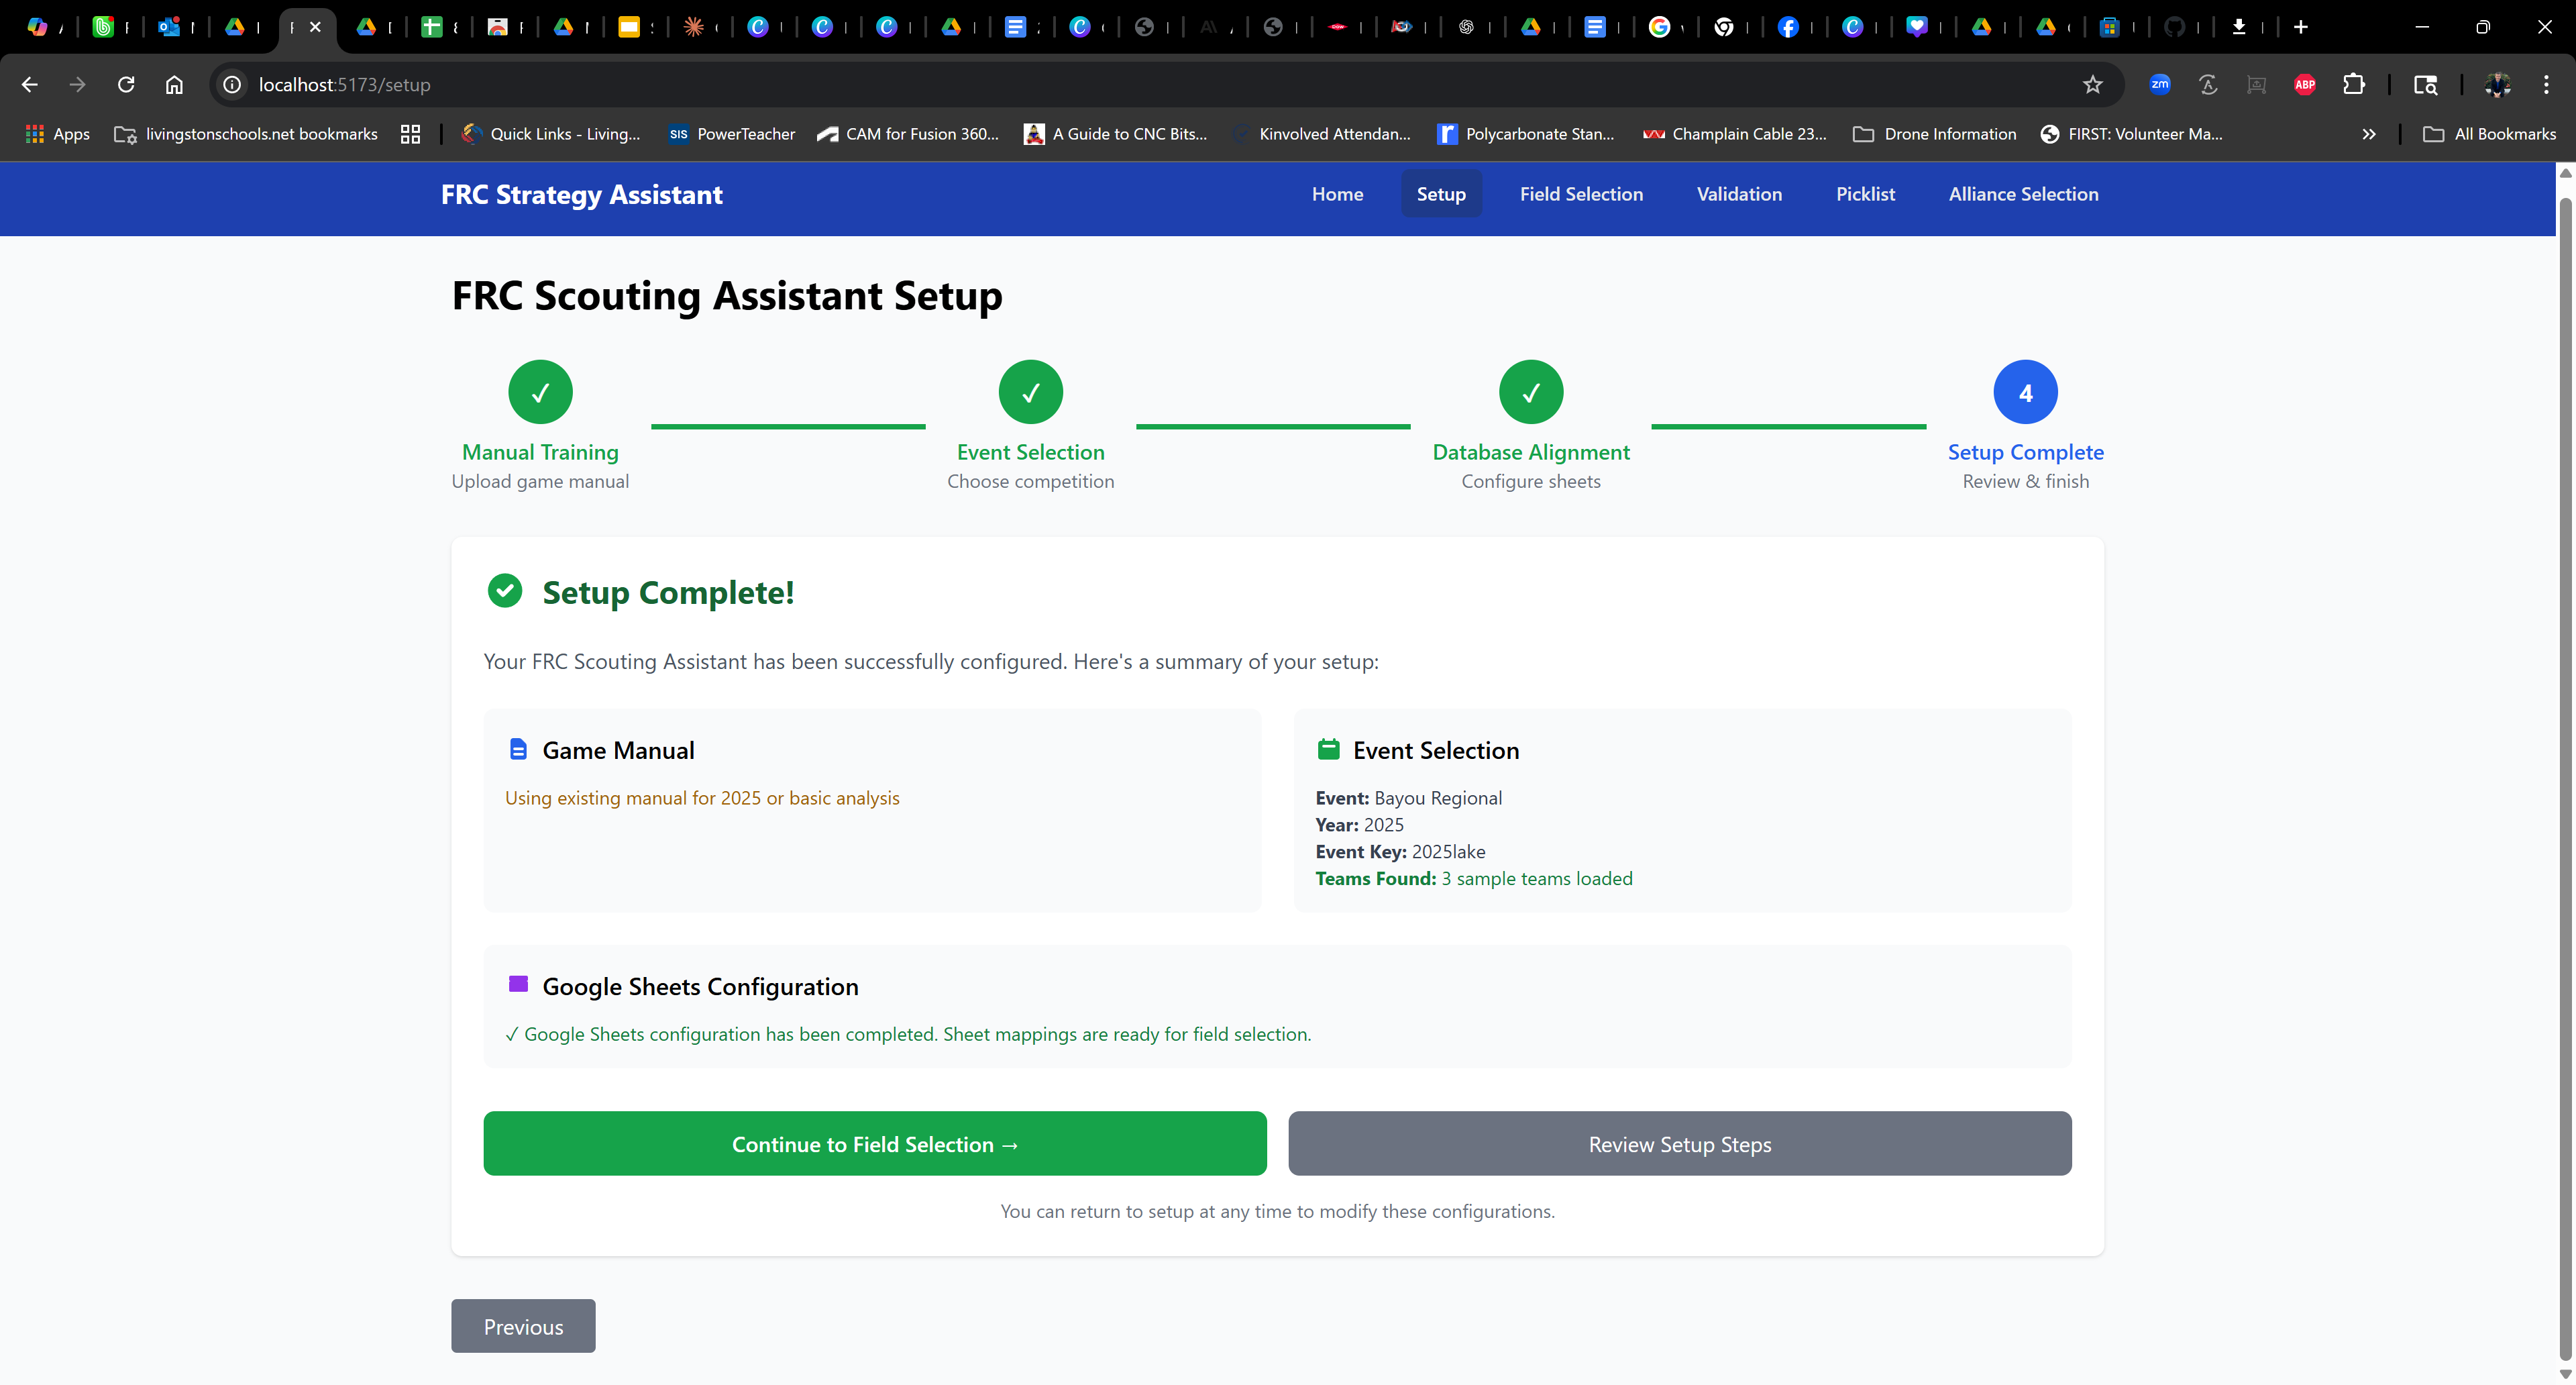 localhost:5173/setup
Apps
livingstonschools.net bookmarks
Quick Links - Living...
SIS
PowerTeacher
CAM for Fusion 360...
A Guide to CNC Bits...
Kinvolved Attendan...
Polycarbonate Stan...
Champlain Cable 23...
Drone Information
FIRST: Volunteer Ma...
All Bookmarks
zm
ABP
FRC Strategy Assistant
Home
Setup
Field Selection
Validation
Picklist
Alliance Selection
FRC Scouting Assistant Setup
✓
Manual Training
Upload game manual
✓
Event Selection
Choose competition
✓
Database Alignment
Configure sheets
4
Setup Complete
Review & finish
Setup Complete!
Your FRC Scouting Assistant has been successfully configured. Here's a summary of your setup:
Game Manual
Using existing manual for 2025 or basic analysis
Event Selection
Event: Bayou Regional
Year: 2025
Event Key: 2025lake
Teams Found: 3 sample teams loaded
Google Sheets Configuration
✓ Google Sheets configuration has been completed. Sheet mappings are ready for field selection.
Continue to Field Selection →
Review Setup Steps
You can return to setup at any time to modify these configurations.
Previous